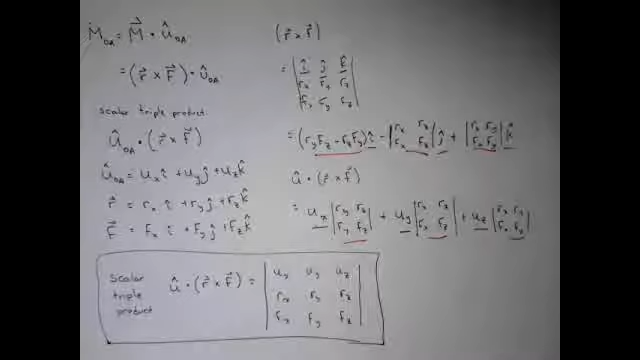 M_OA = M⃗ • û_OA
= (r⃗ × F⃗) • û_OA
scalar triple product
û_OA • (r⃗ × F⃗)
û_OA = u_x î + u_y ĵ + u_z k̂
r⃗ = r_x î + r_y ĵ + r_z k̂
F⃗ = F_x î + F_y ĵ + F_z k̂
(r⃗ × F⃗)
= | î ĵ k̂
r_x r_y r_z
F_x F_y F_z |
= (r_y F_z - r_z F_y) î - | r_x r_z
F_x F_z | ĵ + | r_x r_y
F_x F_y | k̂
û • (r⃗ × F⃗)
= u_x | r_y r_z
F_y F_z | + u_y | r_x r_z
F_x F_z | + u_z | r_x r_y
F_x F_y |
scalar
triple
product
û • (r⃗ × F⃗) = | u_x u_y u_z
r_x r_y r_z
F_x F_y F_z |